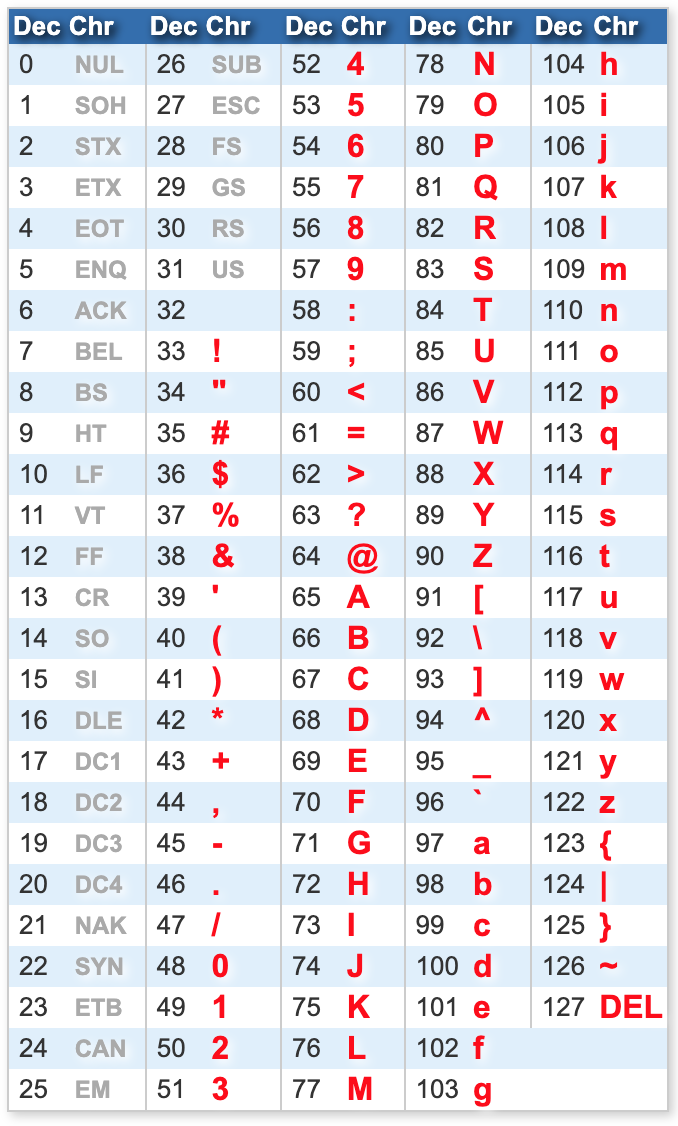 Dec Chr Dec Chr Dec Chr Dec Chr Dec Chr
0 NUL 26 SUB 52 4 78 N 104 h
1 SOH 27 ESC 53 5 79 O 105 i
2 STX 28 FS 54 6 80 P 106 j
3 ETX 29 GS 55 7 81 Q 107 k
4 EOT 30 RS 56 8 82 R 108 l
5 ENQ 31 US 57 9 83 S 109 m
6 ACK 32 58 : 84 T 110 n
7 BEL 33 ! 59 ; 85 U 111 o
8 BS 34 " 60 < 86 V 112 p
9 HT 35 # 61 = 87 W 113 q
10 LF 36 $ 62 > 88 X 114 r
11 VT 37 % 63 ? 89 Y 115 s
12 FF 38 & 64 @ 90 Z 116 t
13 CR 39 ' 65 A 91 [ 117 u
14 SO 40 ( 66 B 92 \ 118 v
15 SI 41 ) 67 C 93 ] 119 w
16 DLE 42 * 68 D 94 ^ 120 x
17 DC1 43 + 69 E 95 _ 121 y
18 DC2 44 , 70 F 96 ` 122 z
19 DC3 45 - 71 G 97 a 123 {
20 DC4 46 . 72 H 98 b 124 |
21 NAK 47 / 73 I 99 c 125 }
22 SYN 48 0 74 J 100 d 126 ~
23 ETB 49 1 75 K 101 e 127 DEL
24 CAN 50 2 76 L 102 f
25 EM 51 3 77 M 103 g